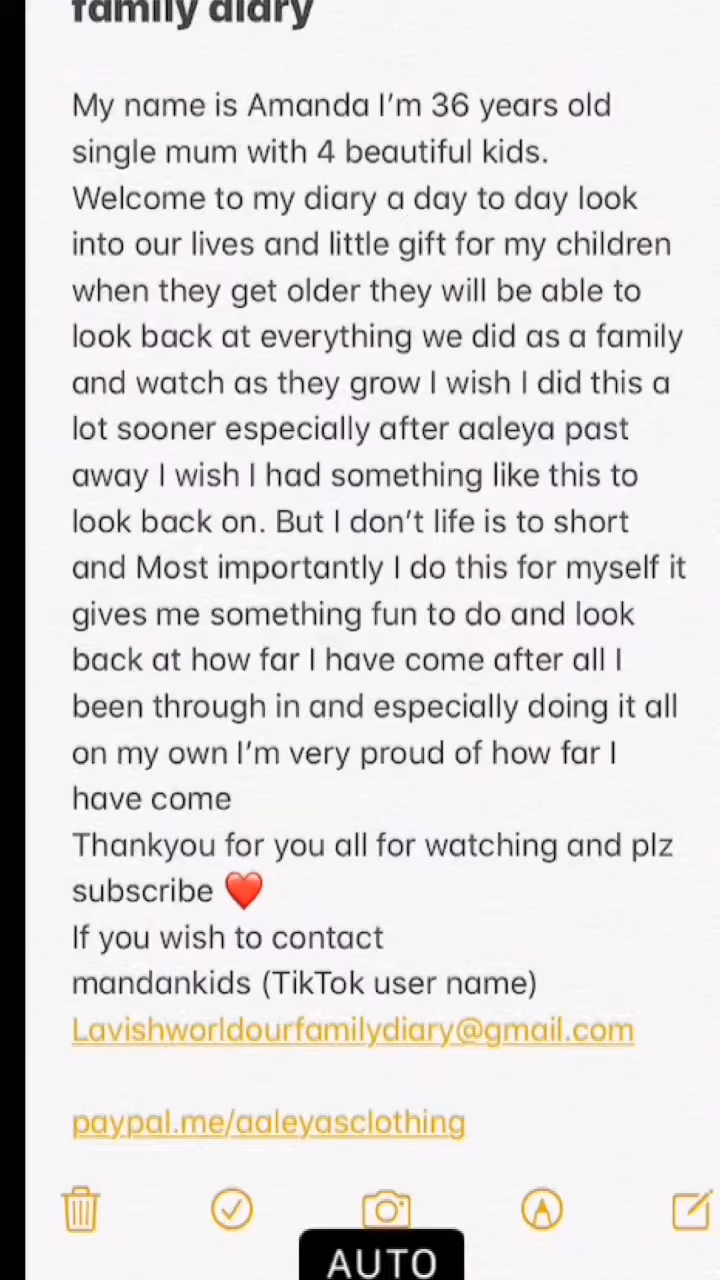 family diary
My name is Amanda I'm 36 years old
single mum with 4 beautiful kids.
Welcome to my diary a day to day look
into our lives and little gift for my children
when they get older they will be able to
look back at everything we did as a family
and watch as they grow I wish I did this a
lot sooner especially after aaleya past
away I wish I had something like this to
look back on. But I don't life is to short
and Most importantly I do this for myself it
gives me something fun to do and look
back at how far I have come after all I
been through in and especially doing it all
on my own I'm very proud of how far I
have come
Thankyou for you all for watching and plz
subscribe ❤️
If you wish to contact
mandankids (TikTok user name)
Lavishworldourfamilydiary@gmail.com
paypal.me/aaleyasclothing
AUTO